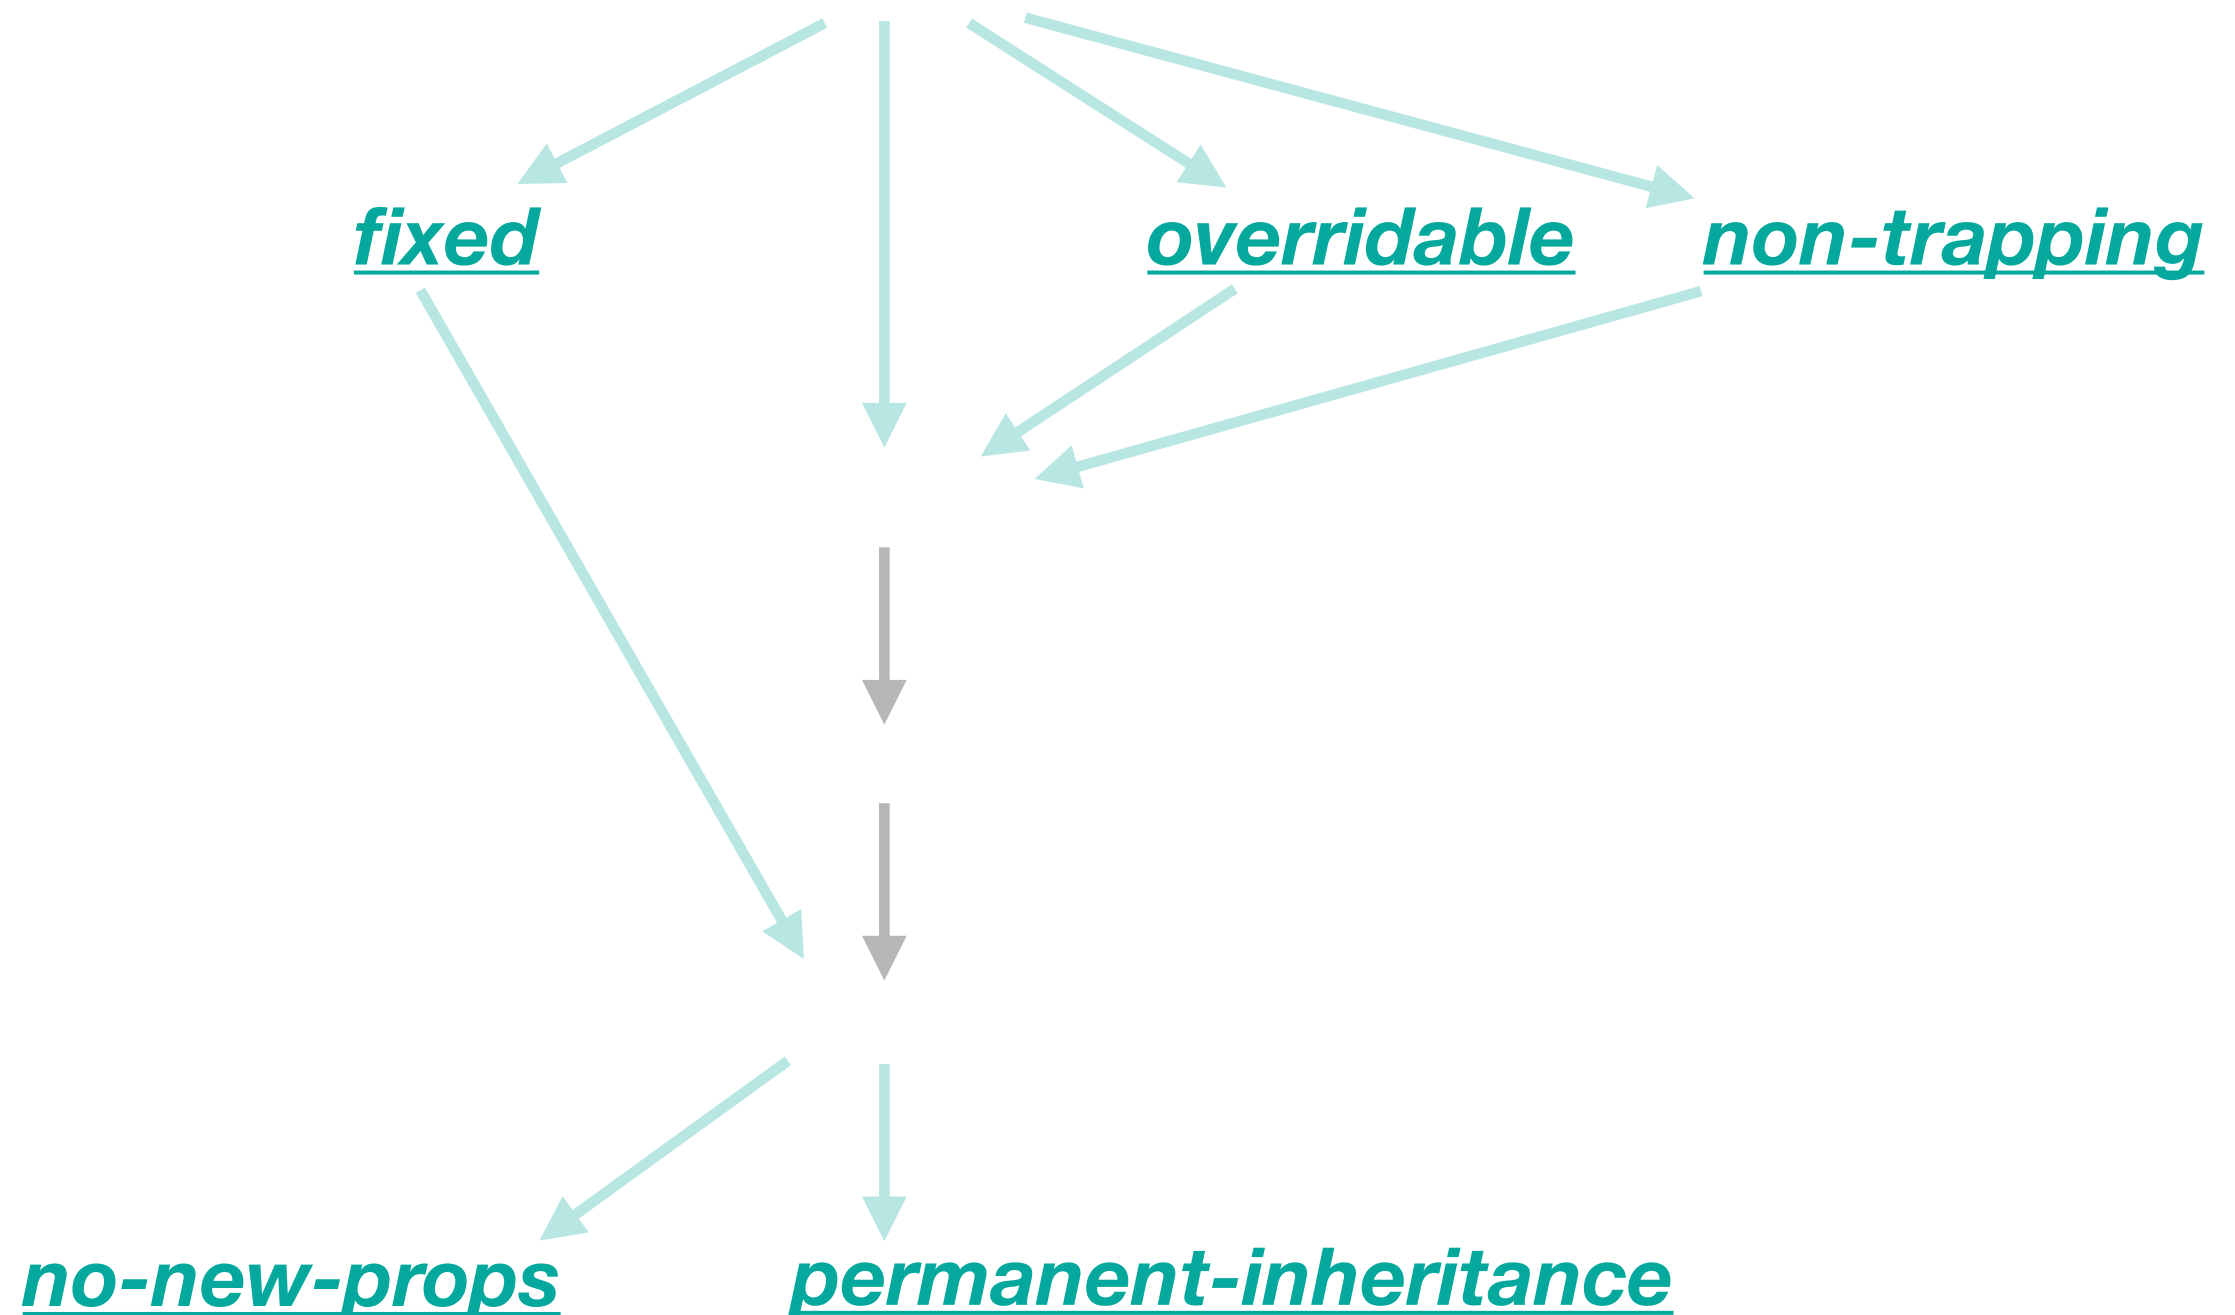 fixed
overridable
non-trapping
no-new-props
permanent-inheritance